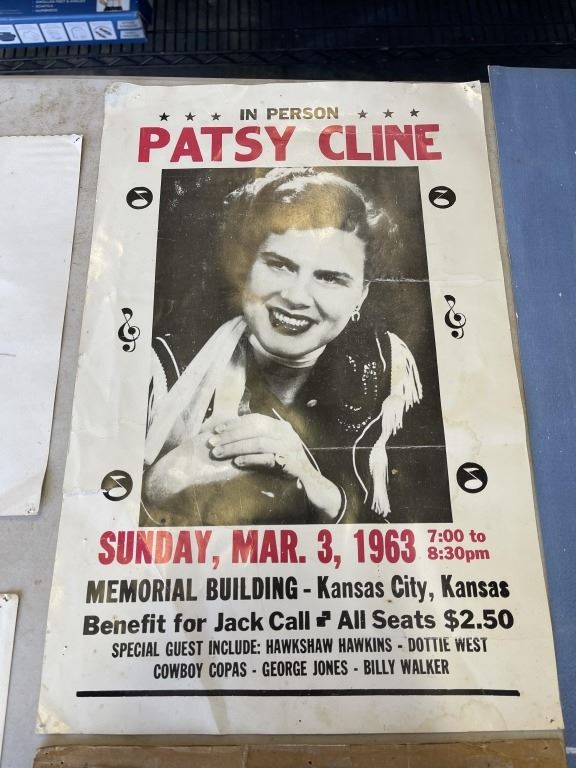 ★ ★ ★ IN PERSON ★ ★ ★
PATSY CLINE
SUNDAY, MAR. 3, 1963 7:00 to
8:30pm
MEMORIAL BUILDING - Kansas City, Kansas
Benefit for Jack Call All Seats $2.50
SPECIAL GUEST INCLUDE: HAWKSHAW HAWKINS - DOTTIE WEST
COWBOY COPAS - GEORGE JONES - BILLY WALKER